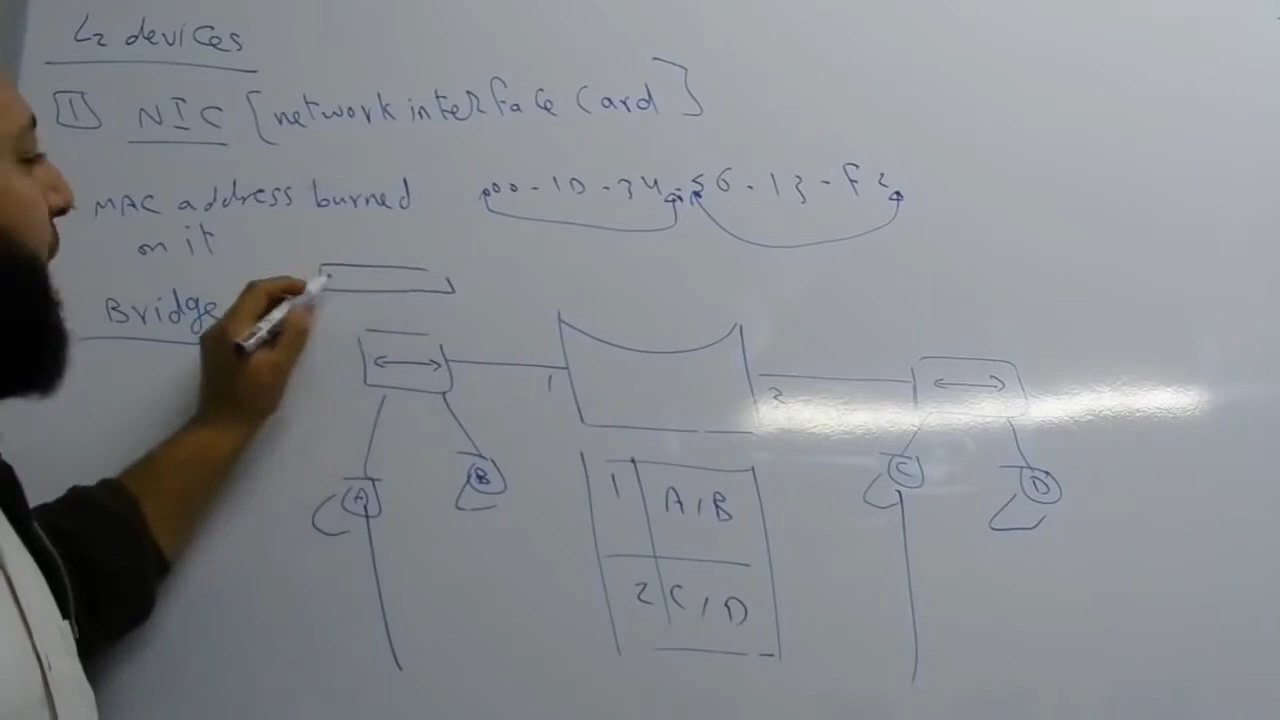 L2 devices
1 NIC [network interface Card]
MAC address burned
on it
00-1D-34-56-13-F2
Bridge
1
2
A
B
C
D
1 A/B
2 C/D